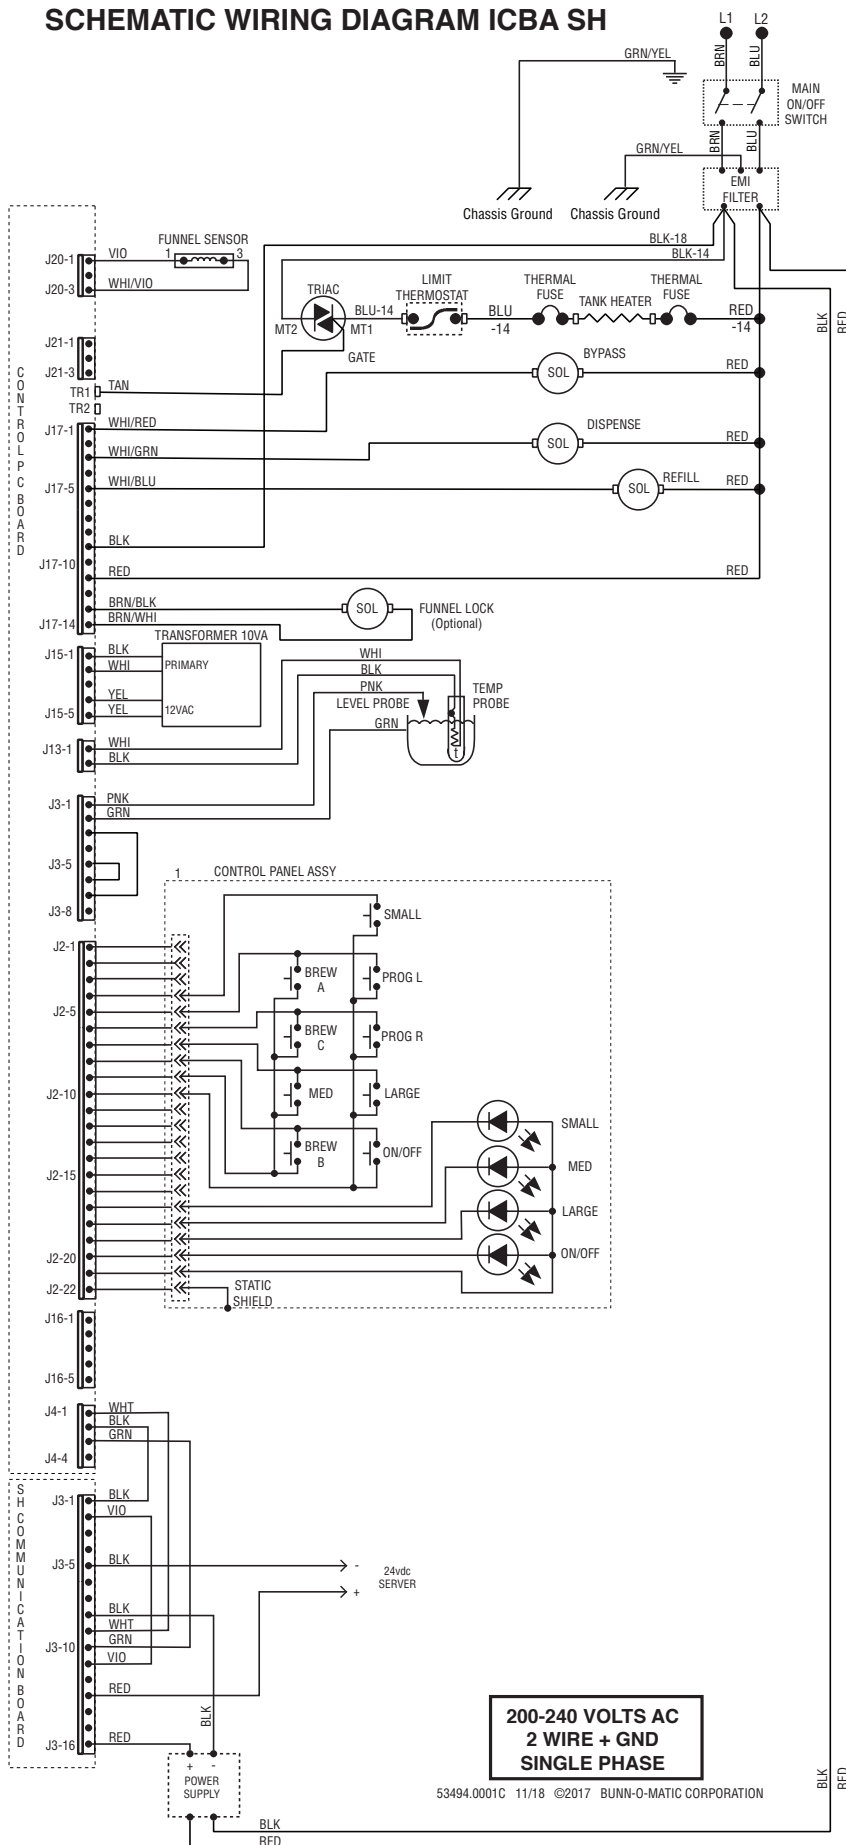 SCHEMATIC WIRING DIAGRAM ICBA SH
L1 L2
BRN BLU
GRN/YEL
MAIN
ON/OFF
SWITCH
BRN BLU
GRN/YEL
EMI
FILTER
Chassis Ground Chassis Ground
BLK-18
BLK-14
CONTROL PC BOARD
J20-1 VIO
FUNNEL SENSOR
1 3
J20-3 WHI/VIO
TRIAC
MT2 MT1
GATE
BLU-14
LIMIT
THERMOSTAT
BLU
-14
THERMAL
FUSE
TANK HEATER
THERMAL
FUSE
RED
-14
BLK RED
J21-1
J21-3
TR1 TAN
TR2
SOL BYPASS RED
J17-1 WHI/RED
WHI/GRN
SOL DISPENSE RED
J17-5 WHI/BLU
SOL REFILL RED
BLK
J17-10
RED RED
BRN/BLK
SOL FUNNEL LOCK
(Optional)
J17-14 BRN/WHI
TRANSFORMER 10VA
J15-1 BLK
WHI PRIMARY
YEL
J15-5 YEL 12VAC
WHI
BLK
PNK
LEVEL PROBE
TEMP
PROBE
GRN
t
J13-1 WHI
BLK
J3-1 PNK
GRN
J3-5
J3-8
1 CONTROL PANEL ASSY
SMALL
J2-1
BREW
A
PROG L
J2-5
BREW
C
PROG R
MED LARGE
J2-10
BREW
B
ON/OFF
SMALL
MED
LARGE
ON/OFF
J2-15
J2-20
J2-22
STATIC
SHIELD
J16-1
J16-5
J4-1 WHT
BLK
GRN
J4-4
SH COMMUNICATION BOARD
J3-1 BLK
VIO
J3-5 BLK
-
24vdc
SERVER
+
BLK
WHT
J3-10 GRN
VIO
RED
BLK
J3-16 RED
+ -
POWER
SUPPLY
BLK
RED
200-240 VOLTS AC
2 WIRE + GND
SINGLE PHASE
53494.0001C 11/18 ©2017 BUNN-O-MATIC CORPORATION
BLK RED